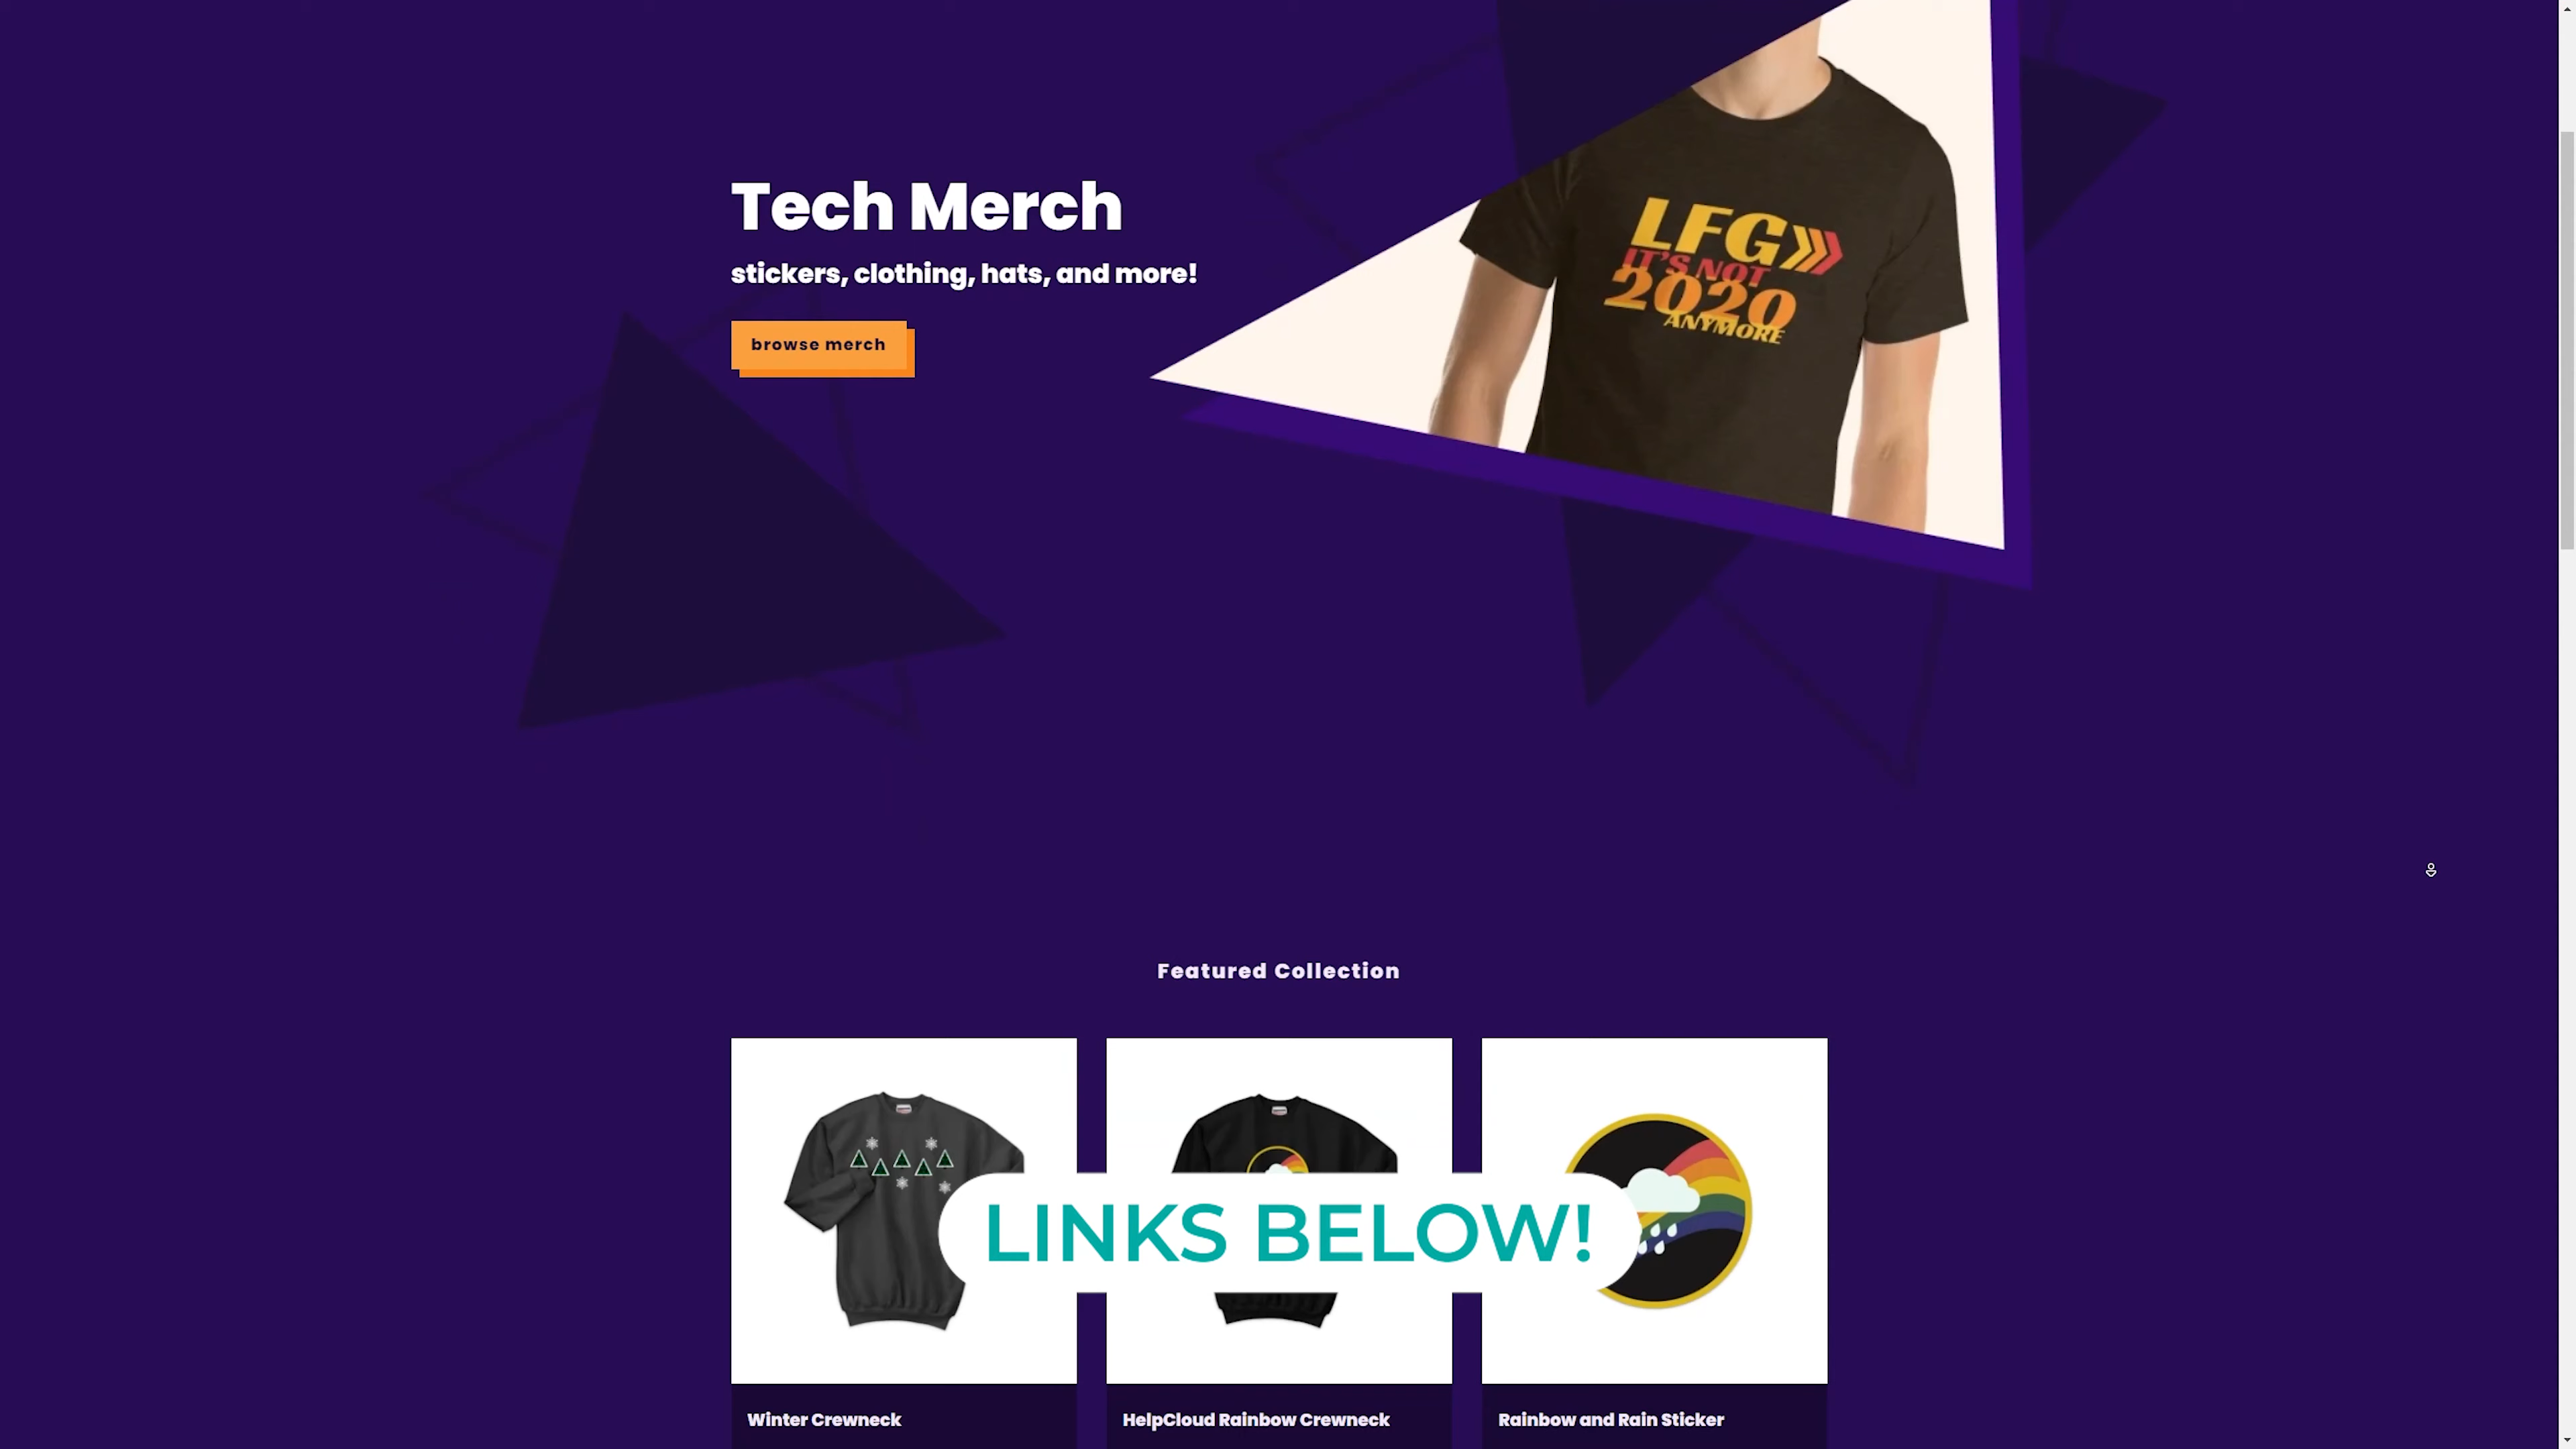 Tech Merch
stickers, clothing, hats, and more!
browse merch
LFG
IT'S NOT
2020
ANYMORE
Featured Collection
LINKS BELOW!
Winter Crewneck
HelpCloud Rainbow Crewneck
Rainbow and Rain Sticker